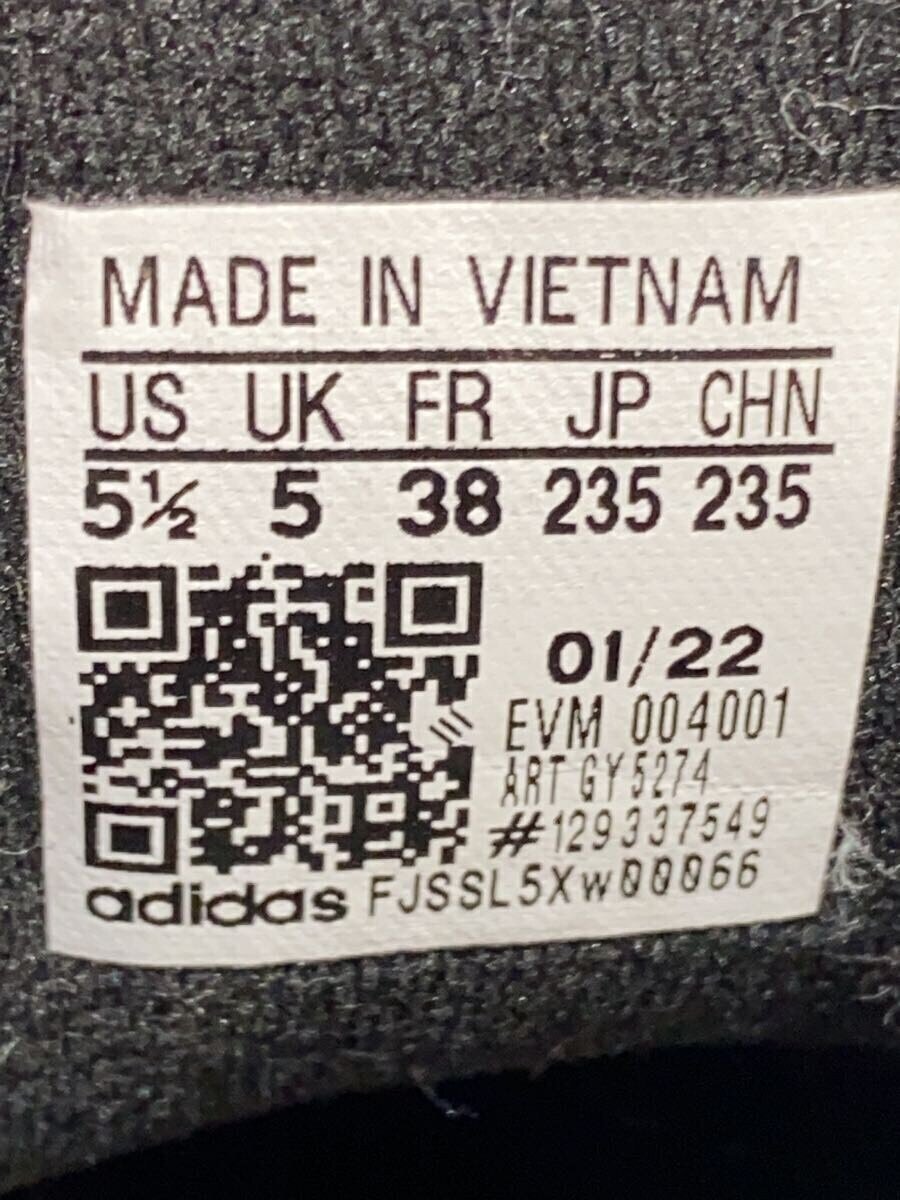 MADE IN VIETNAM
US UK FR JP CHN
5½ 5 38 235 235
01/22
EVM 004001
ART GY5274
#129337549
adidas FJSSL5Xw00066